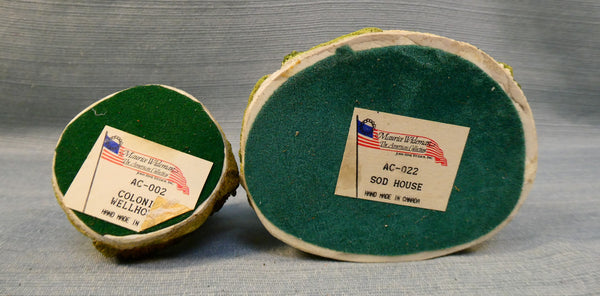 Maurice Wideman
The American Collection
AC-002
COLONI
WELLHO
HAND MADE IN
Maurice Wideman
The American Collection
AC-022
SOD HOUSE
HAND MADE IN CANADA